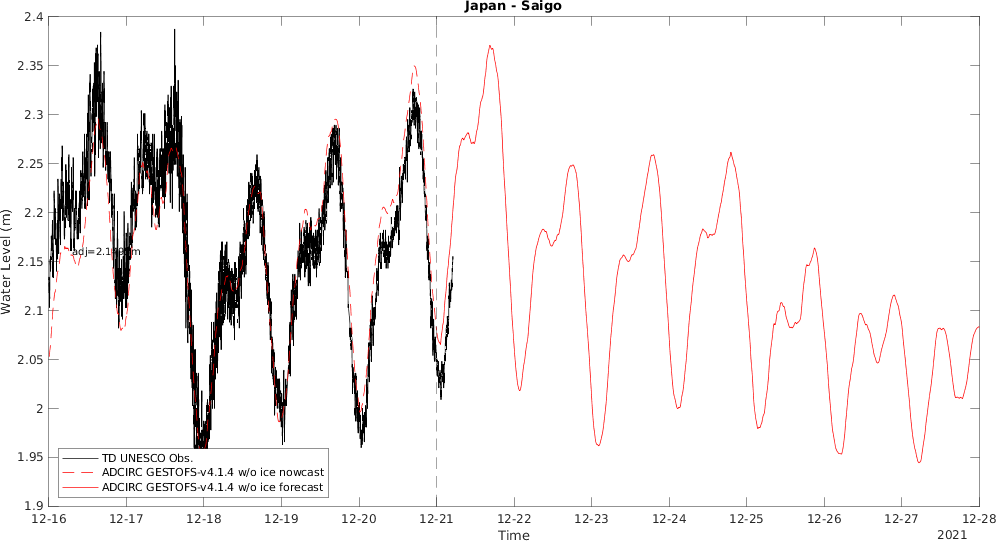 Japan - Saigo
2.4
2.35
2.3
2.25
2.2
2.15
2.1
2.05
2
1.95
1.9
Water Level (m)
TD UNESCO Obs.
ADCIRC GESTOFS-v4.1.4 w/o ice nowcast
ADCIRC GESTOFS-v4.1.4 w/o ice forecast
12-16 12-17 12-18 12-19 12-20 12-21 12-22 12-23 12-24 12-25 12-26 12-27 12-28
Time
2021